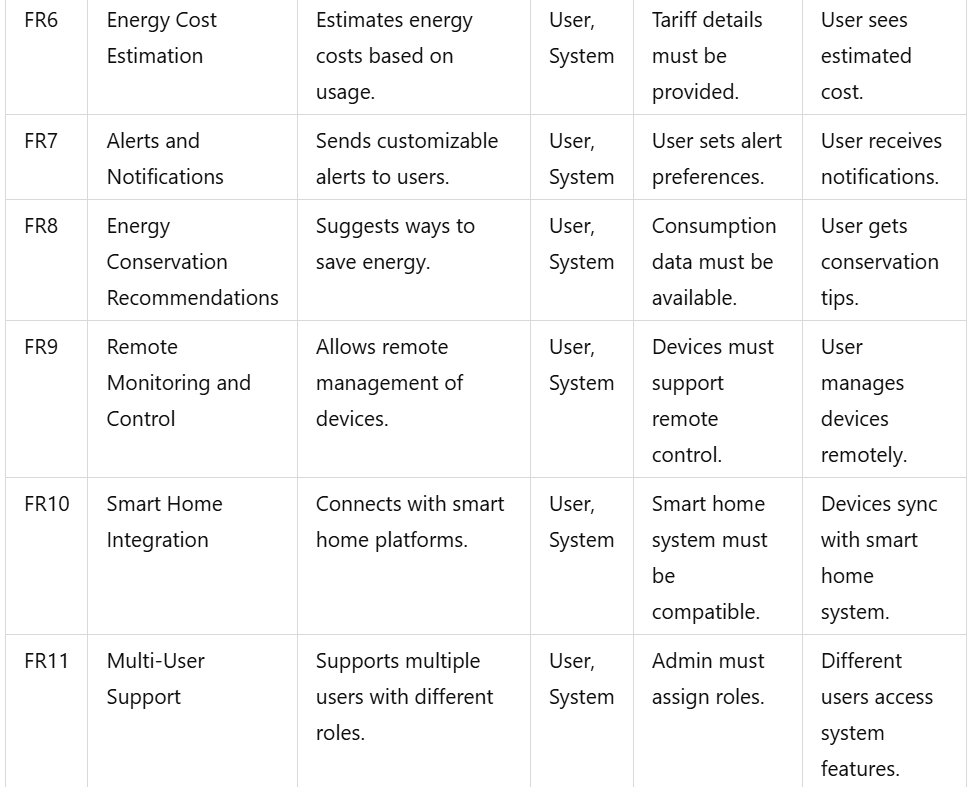 FR6
Energy Cost
Estimation
Estimates energy
costs based on
usage.
User,
System
Tariff details
must be
provided.
User sees
estimated
cost.
FR7
Alerts and
Notifications
Sends customizable
alerts to users.
User,
System
User sets alert
preferences.
User receives
notifications.
FR8
Energy
Conservation
Recommendations
Suggests ways to
save energy.
User,
System
Consumption
data must be
available.
User gets
conservation
tips.
FR9
Remote
Monitoring and
Control
Allows remote
management of
devices.
User,
System
Devices must
support
remote
control.
User
manages
devices
remotely.
FR10
Smart Home
Integration
Connects with smart
home platforms.
User,
System
Smart home
system must
be
compatible.
Devices sync
with smart
home
system.
FR11
Multi-User
Support
Supports multiple
users with different
roles.
User,
System
Admin must
assign roles.
Different
users access
system
features.